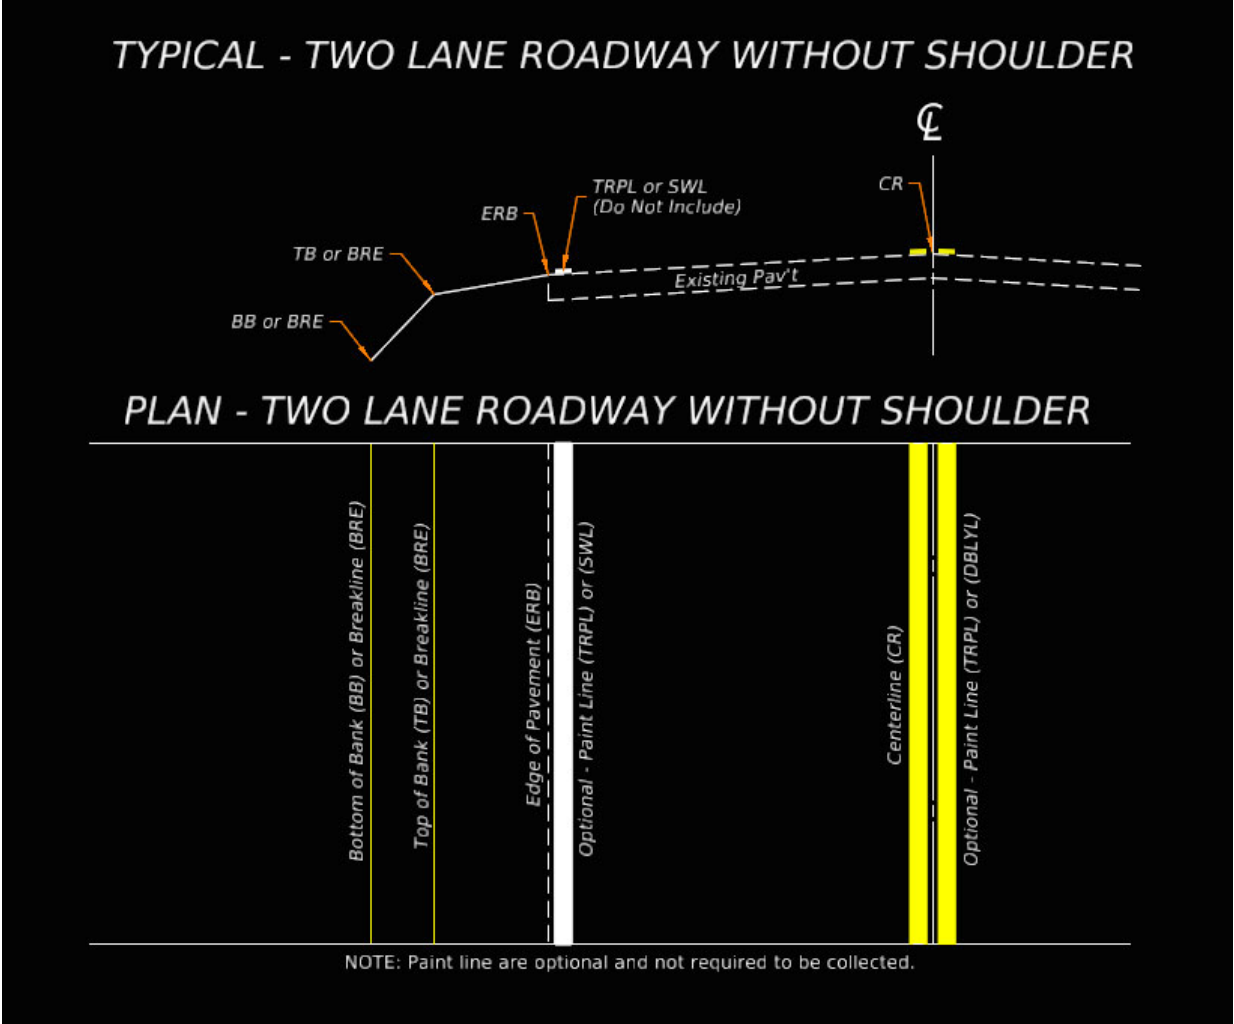 TYPICAL - TWO LANE ROADWAY WITHOUT SHOULDER
℄
TRPL or SWL
(Do Not Include)
CR
ERB
TB or BRE
Existing Pav't
BB or BRE
PLAN - TWO LANE ROADWAY WITHOUT SHOULDER
Bottom of Bank (BB) or Breakline (BRE)
Top of Bank (TB) or Breakline (BRE)
Edge of Pavement (ERB)
Optional - Paint Line (TRPL) or (SWL)
Centerline (CR)
Optional - Paint Line (TRPL) or (DBLYL)
NOTE: Paint line are optional and not required to be collected.